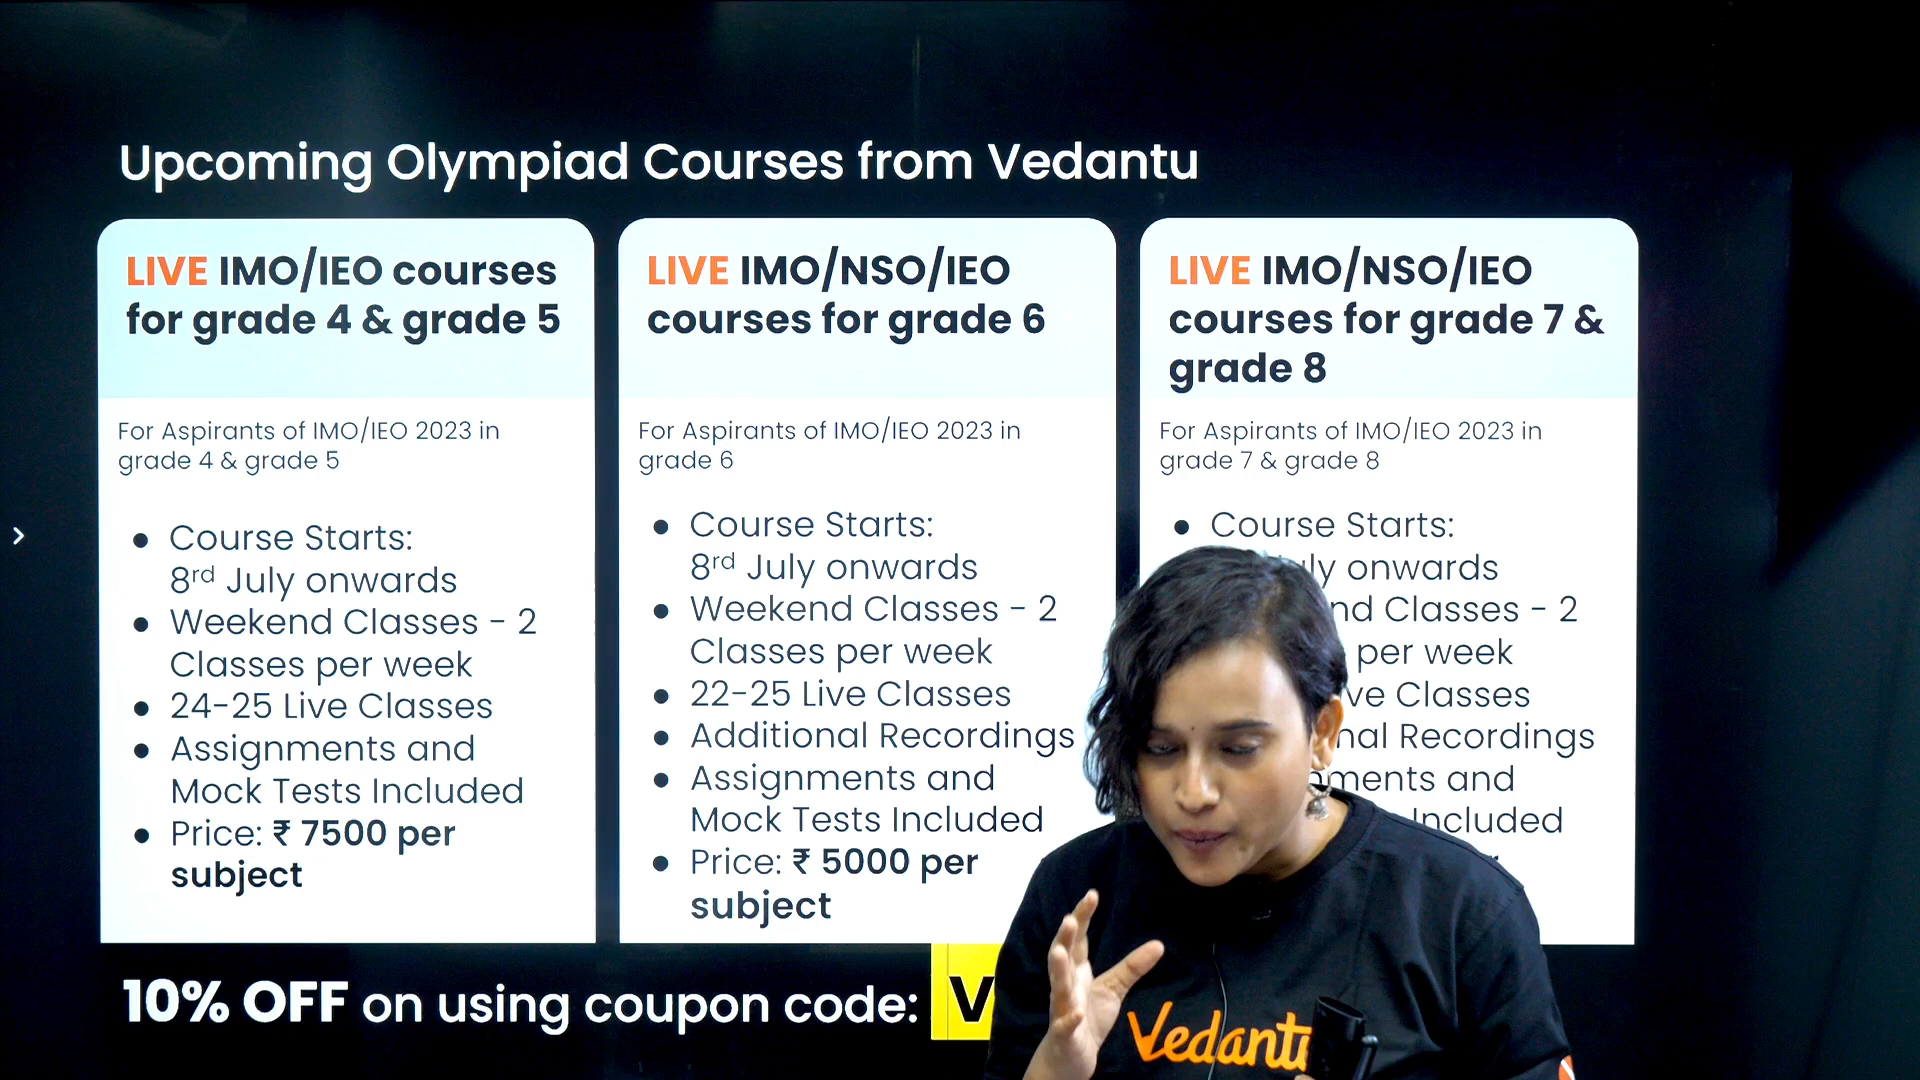 Upcoming Olympiad Courses from Vedantu
LIVE IMO/IEO courses
for grade 4 & grade 5
For Aspirants of IMO/IEO 2023 in
grade 4 & grade 5
• Course Starts:
8rd July onwards
• Weekend Classes - 2
Classes per week
• 24-25 Live Classes
• Assignments and
Mock Tests Included
• Price: ₹ 7500 per
subject
LIVE IMO/NSO/IEO
courses for grade 6
For Aspirants of IMO/IEO 2023 in
grade 6
• Course Starts:
8rd July onwards
• Weekend Classes - 2
Classes per week
• 22-25 Live Classes
• Additional Recordings
• Assignments and
Mock Tests Included
• Price: ₹ 5000 per
subject
LIVE IMO/NSO/IEO
courses for grade 7 &
grade 8
For Aspirants of IMO/IEO 2023 in
grade 7 & grade 8
• Course Starts:
onwards
Classes - 2
per week
Classes
Recordings
and
Included
10% OFF on using coupon code:
Vedantu